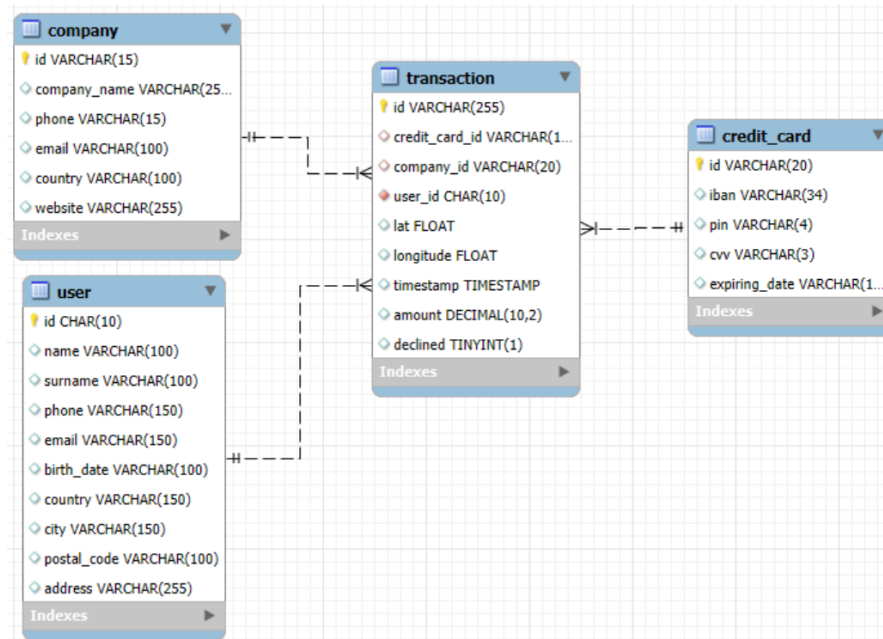 company
id VARCHAR(15)
company_name VARCHAR(25...
phone VARCHAR(15)
email VARCHAR(100)
country VARCHAR(100)
website VARCHAR(255)
Indexes
user
id CHAR(10)
name VARCHAR(100)
surname VARCHAR(100)
phone VARCHAR(150)
email VARCHAR(150)
birth_date VARCHAR(100)
country VARCHAR(150)
city VARCHAR(150)
postal_code VARCHAR(100)
address VARCHAR(255)
Indexes
transaction
id VARCHAR(255)
credit_card_id VARCHAR(1...
company_id VARCHAR(20)
user_id CHAR(10)
lat FLOAT
longitude FLOAT
timestamp TIMESTAMP
amount DECIMAL(10,2)
declined TINYINT(1)
Indexes
credit_card
id VARCHAR(20)
iban VARCHAR(34)
pin VARCHAR(4)
cvv VARCHAR(3)
expiring_date VARCHAR(1...
Indexes